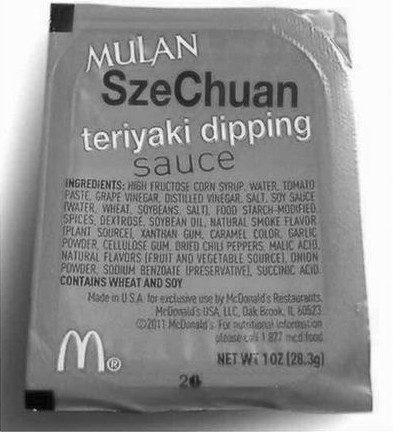 MULAN
SzeChuan
teriyaki dipping
sauce
INGREDIENTS: HIGH FRUCTOSE CORN SYRUP, WATER, TOMATO
PASTE, GRAPE VINEGAR, DISTILLED VINEGAR, SALT, SOY SAUCE
(WATER, WHEAT, SOYBEANS, SALT), FOOD STARCH-MODIFIED,
SPICES, DEXTROSE, SOYBEAN OIL, NATURAL SMOKE FLAVOR
(PLANT SOURCE), XANTHAN GUM, CARAMEL COLOR, GARLIC
POWDER, CELLULOSE GUM, DRIED CHILI PEPPERS, MALIC ACID,
NATURAL FLAVORS (FRUIT AND VEGETABLE SOURCE), ONION
POWDER, SODIUM BENZOATE (PRESERVATIVE), SUCCINIC ACID
CONTAINS WHEAT AND SOY
Made in U.S.A. for exclusive use by McDonald's Restaurants.
McDonald's USA, LLC, Oak Brook, IL 60523
©2011 McDonald's For nutritional information
please call 1 877 mcd food
M®
NET WT 1 OZ (28.3g)
20